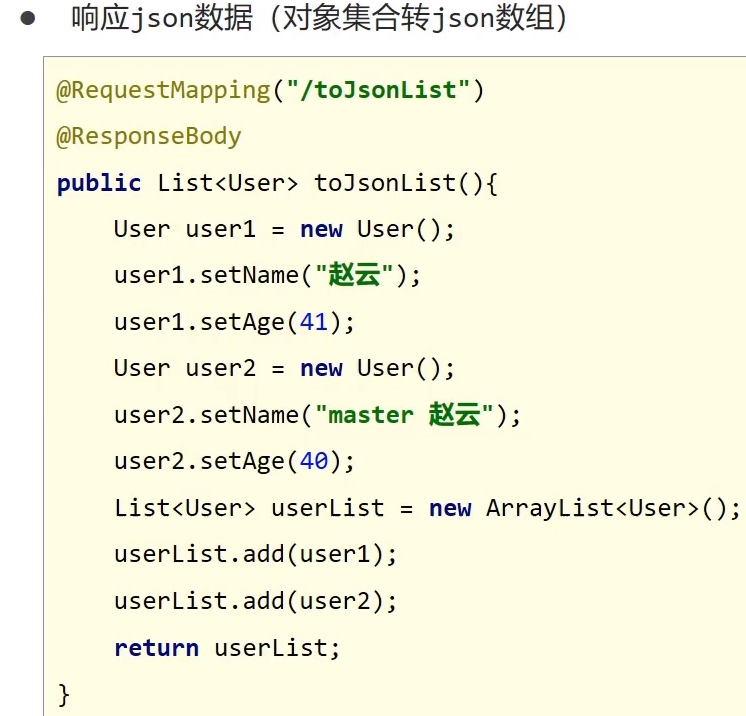 ● 响应json数据（对象集合转json数组）
@RequestMapping("/toJsonList")
@ResponseBody
public List<User> toJsonList(){
    User user1 = new User();
    user1.setName("赵云");
    user1.setAge(41);
    User user2 = new User();
    user2.setName("master 赵云");
    user2.setAge(40);
    List<User> userList = new ArrayList<User>();
    userList.add(user1);
    userList.add(user2);
    return userList;
}